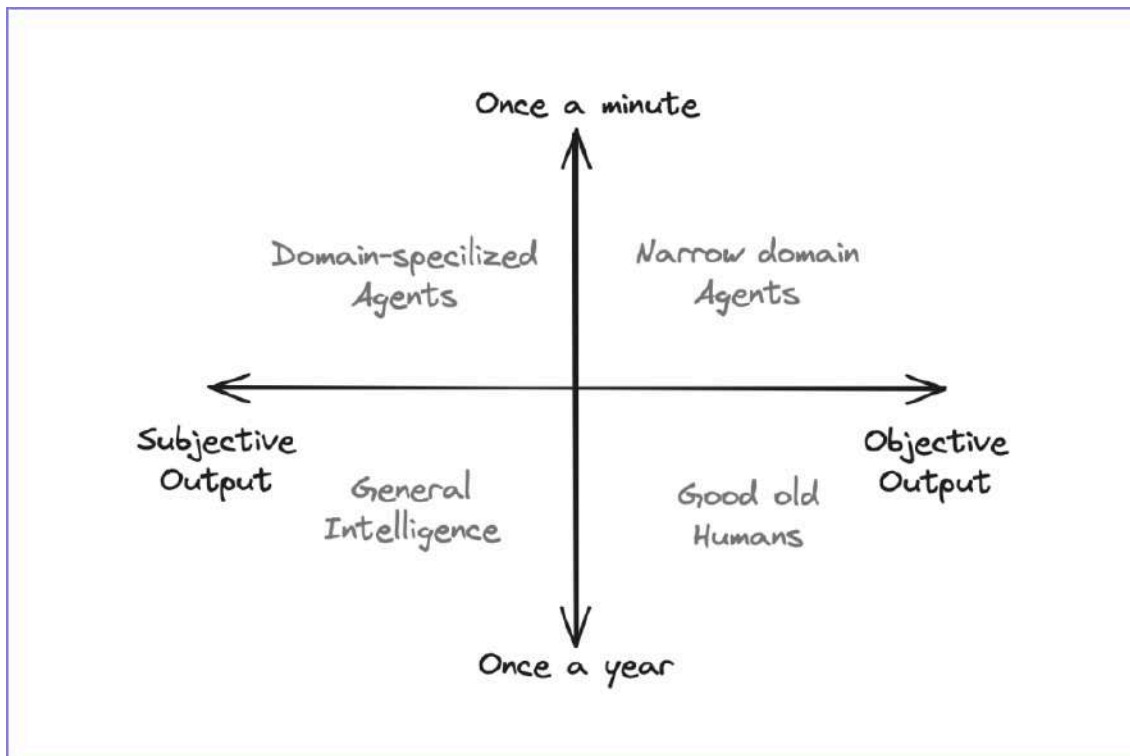 Once a minute
Domain-specilized
Agents
Narrow domain
Agents
Subjective
Output
Objective
Output
General
Intelligence
Good old
Humans
Once a year